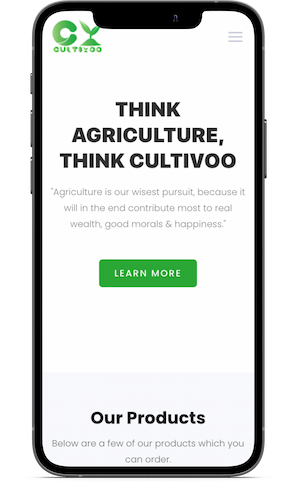 CY
CULTIVOO
THINK
AGRICULTURE,
THINK CULTIVOO
"Agriculture is our wisest pursuit, because it
will in the end contribute most to real
wealth, good morals & happiness."
LEARN MORE
Our Products
Below are a few of our products which you
can order.